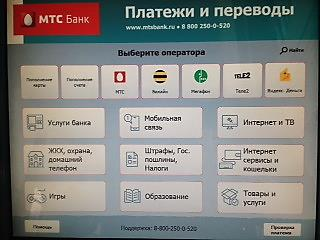 МТС Банк
Платежи и переводы
www.mtsbank.ru • 8 800 250-0-520
Выберите оператора
Найти
Пополнение карты
Пополнение счета
МТС
Билайн
Мегафон
TELE2
Теле2
Яндекс. Деньги
Услуги банка
Мобильная связь
Интернет и ТВ
ЖКХ, охрана,
домашний
телефон
Штрафы, Гос.
пошлины,
Налоги
Интернет
сервисы и
кошельки
Игры
Образование
Товары и
услуги
Помощь
Поддержка: 8-800-250-0-520
Проверка
платежа